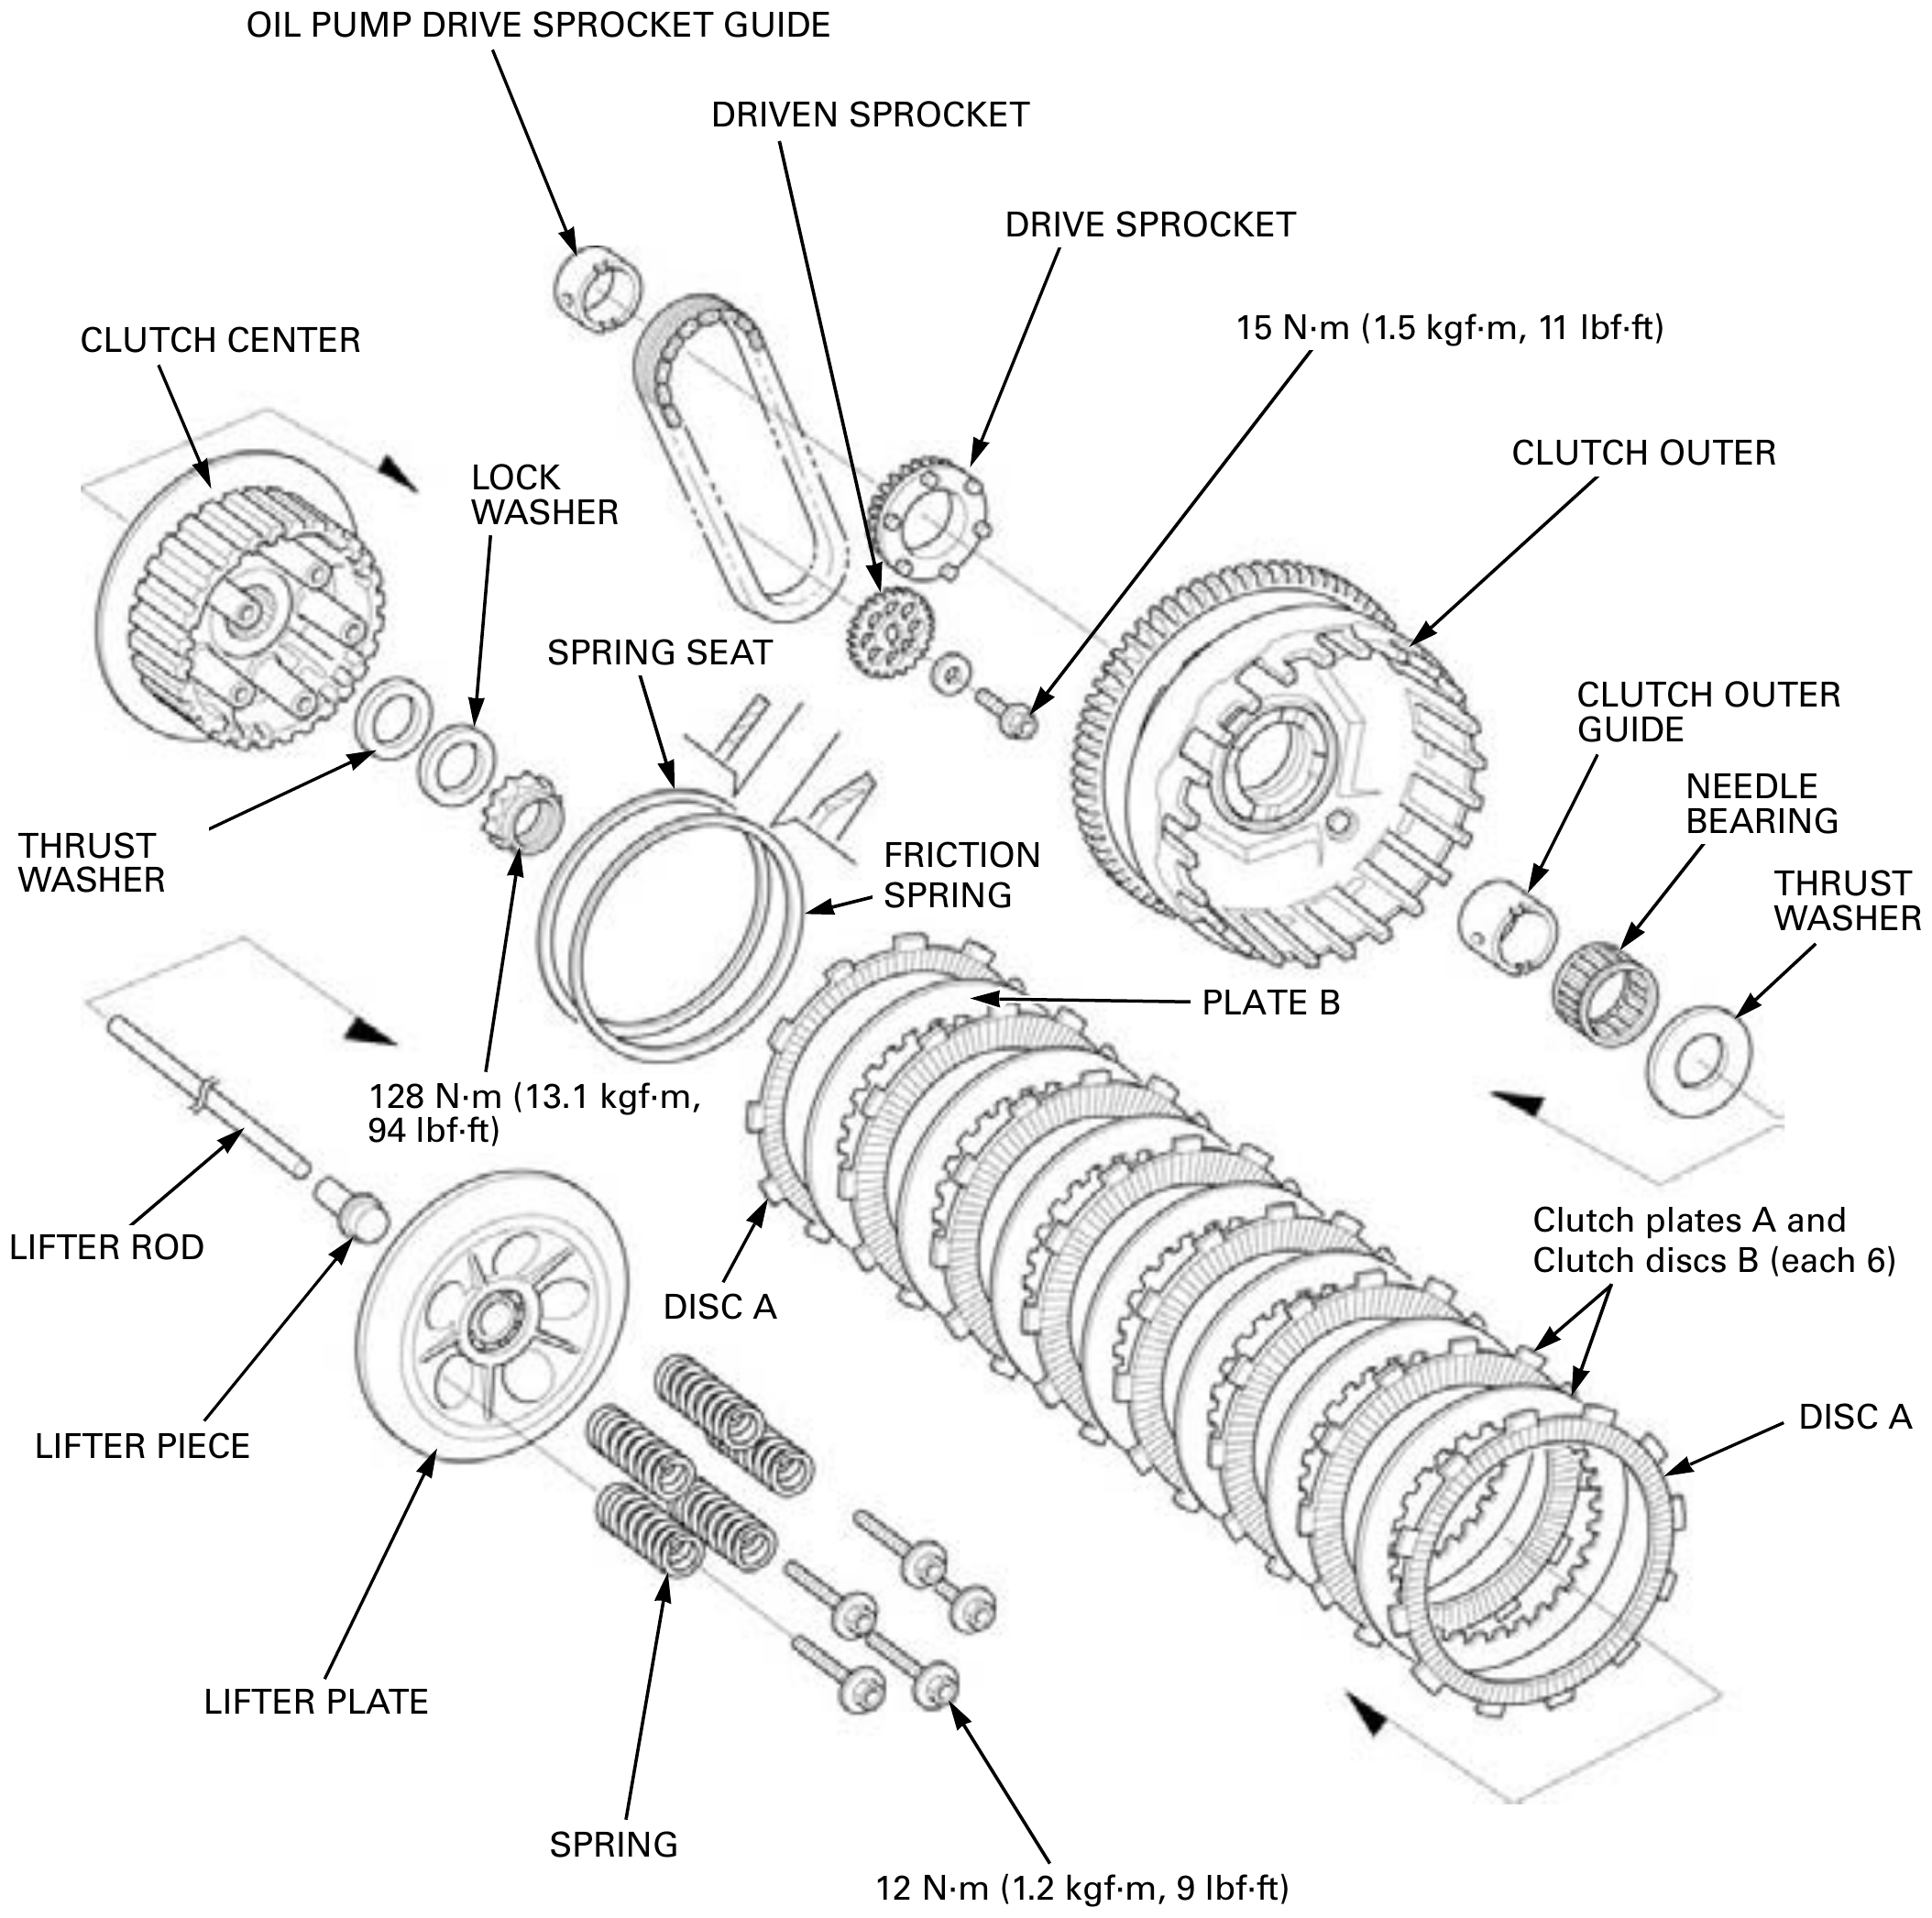 OIL PUMP DRIVE SPROCKET GUIDE
DRIVEN SPROCKET
DRIVE SPROCKET
15 N·m (1.5 kgf·m, 11 lbf·ft)
CLUTCH CENTER
CLUTCH OUTER
LOCK
WASHER
SPRING SEAT
CLUTCH OUTER
GUIDE
NEEDLE
BEARING
THRUST
WASHER
THRUST
WASHER
FRICTION
SPRING
PLATE B
128 N·m (13.1 kgf·m,
94 lbf·ft)
LIFTER ROD
DISC A
Clutch plates A and
Clutch discs B (each 6)
DISC A
LIFTER PIECE
LIFTER PLATE
SPRING
12 N·m (1.2 kgf·m, 9 lbf·ft)